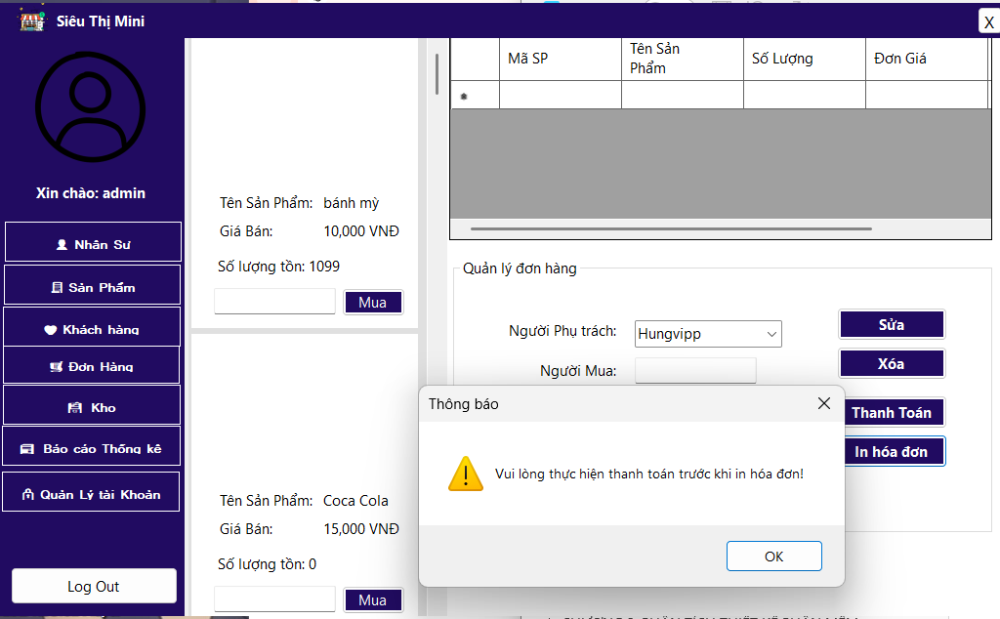 Siêu Thị Mini
X
Xin chào: admin
Nhân Sư
Sản Phẩm
Khách hàng
Đơn Hàng
Kho
Báo cáo Thống kê
Quản Lý tài Khoản
Log Out
Tên Sản Phẩm: bánh mỳ
Giá Bán: 10,000 VNĐ
Số lượng tồn: 1099
Mua
Tên Sản Phẩm: Coca Cola
Giá Bán: 15,000 VNĐ
Số lượng tồn: 0
Mua
Mã SP
Tên Sản
Phẩm
Số Lượng
Đơn Giá
Quản lý đơn hàng
Người Phụ trách: Hungvipp
Người Mua:
Sửa
Xóa
Thanh Toán
In hóa đơn
Thông báo
Vui lòng thực hiện thanh toán trước khi in hóa đơn!
OK